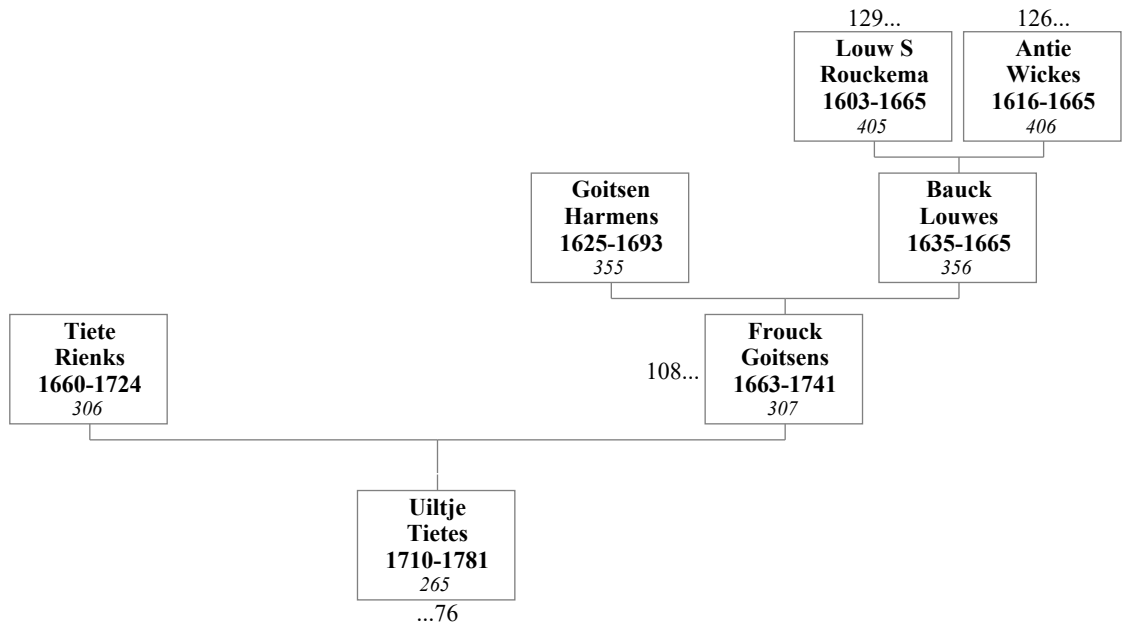 129...
126...
Louw S
Rouckema
1603-1665
405
Antie
Wickes
1616-1665
406
Goitsen
Harmens
1625-1693
355
Bauck
Louwes
1635-1665
356
Tiete
Rienks
1660-1724
306
108...
Frouck
Goitsens
1663-1741
307
Uiltje
Tietes
1710-1781
265
...76